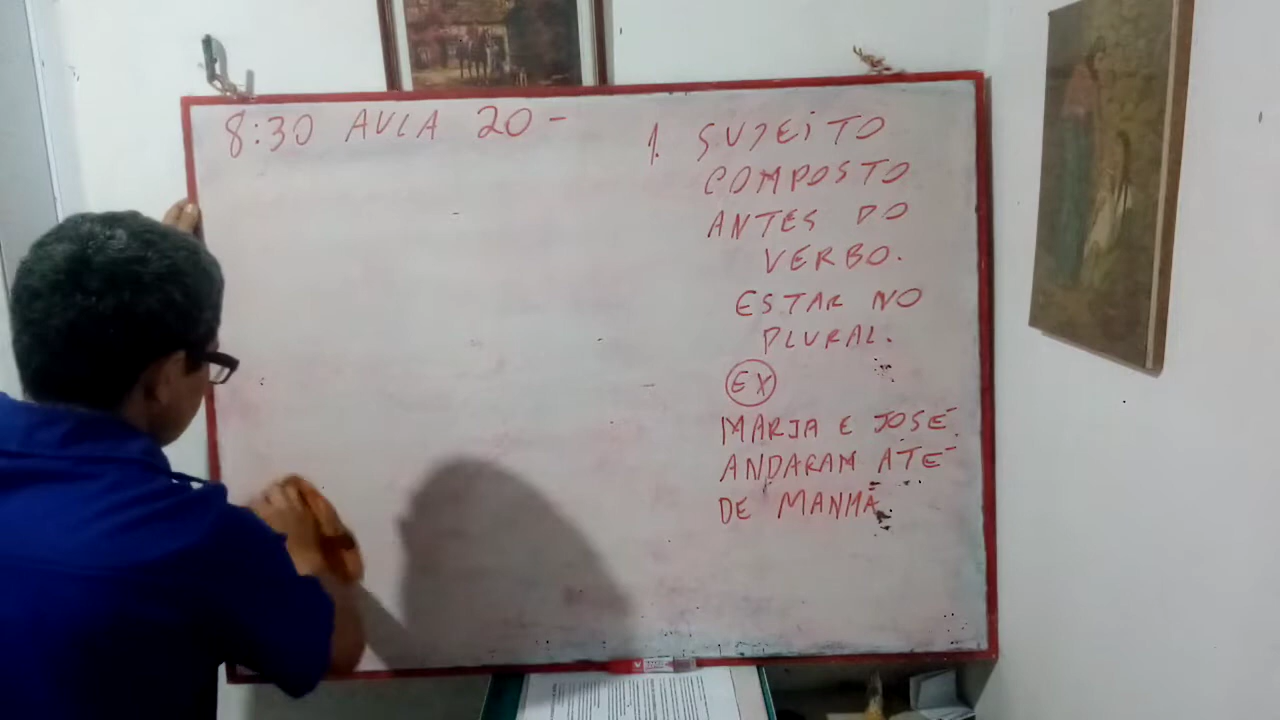 8:30 AULA 20-
1. SUJEITO
COMPOSTO
ANTES DO
VERBO.
ESTAR NO
PLURAL.
EX
MARIA E JOSÉ
ANDARAM ATÉ
DE MANHÃ